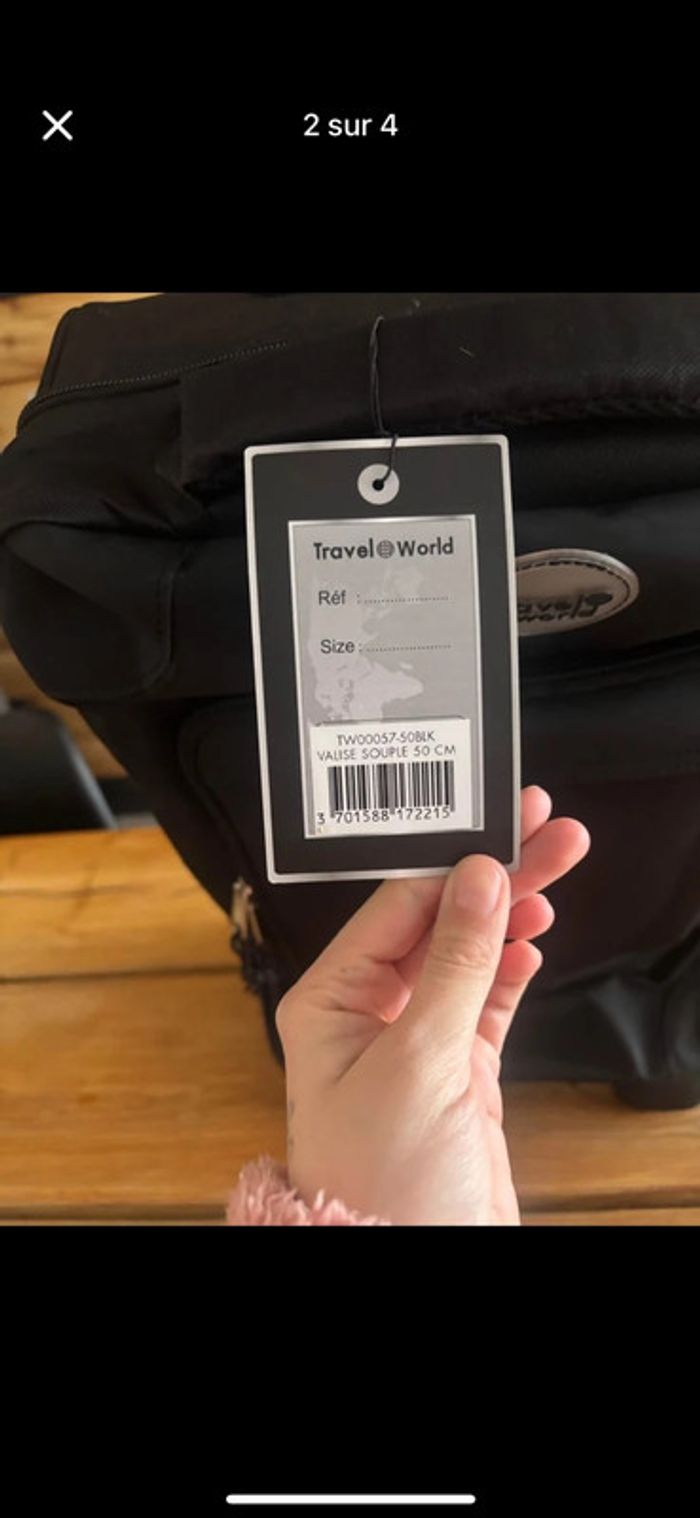 2 sur 4
Travel World
Réf : ....................
Size : ....................
TW00057-50BLK
VALISE SOUPLE 50 CM
3 701588 172215